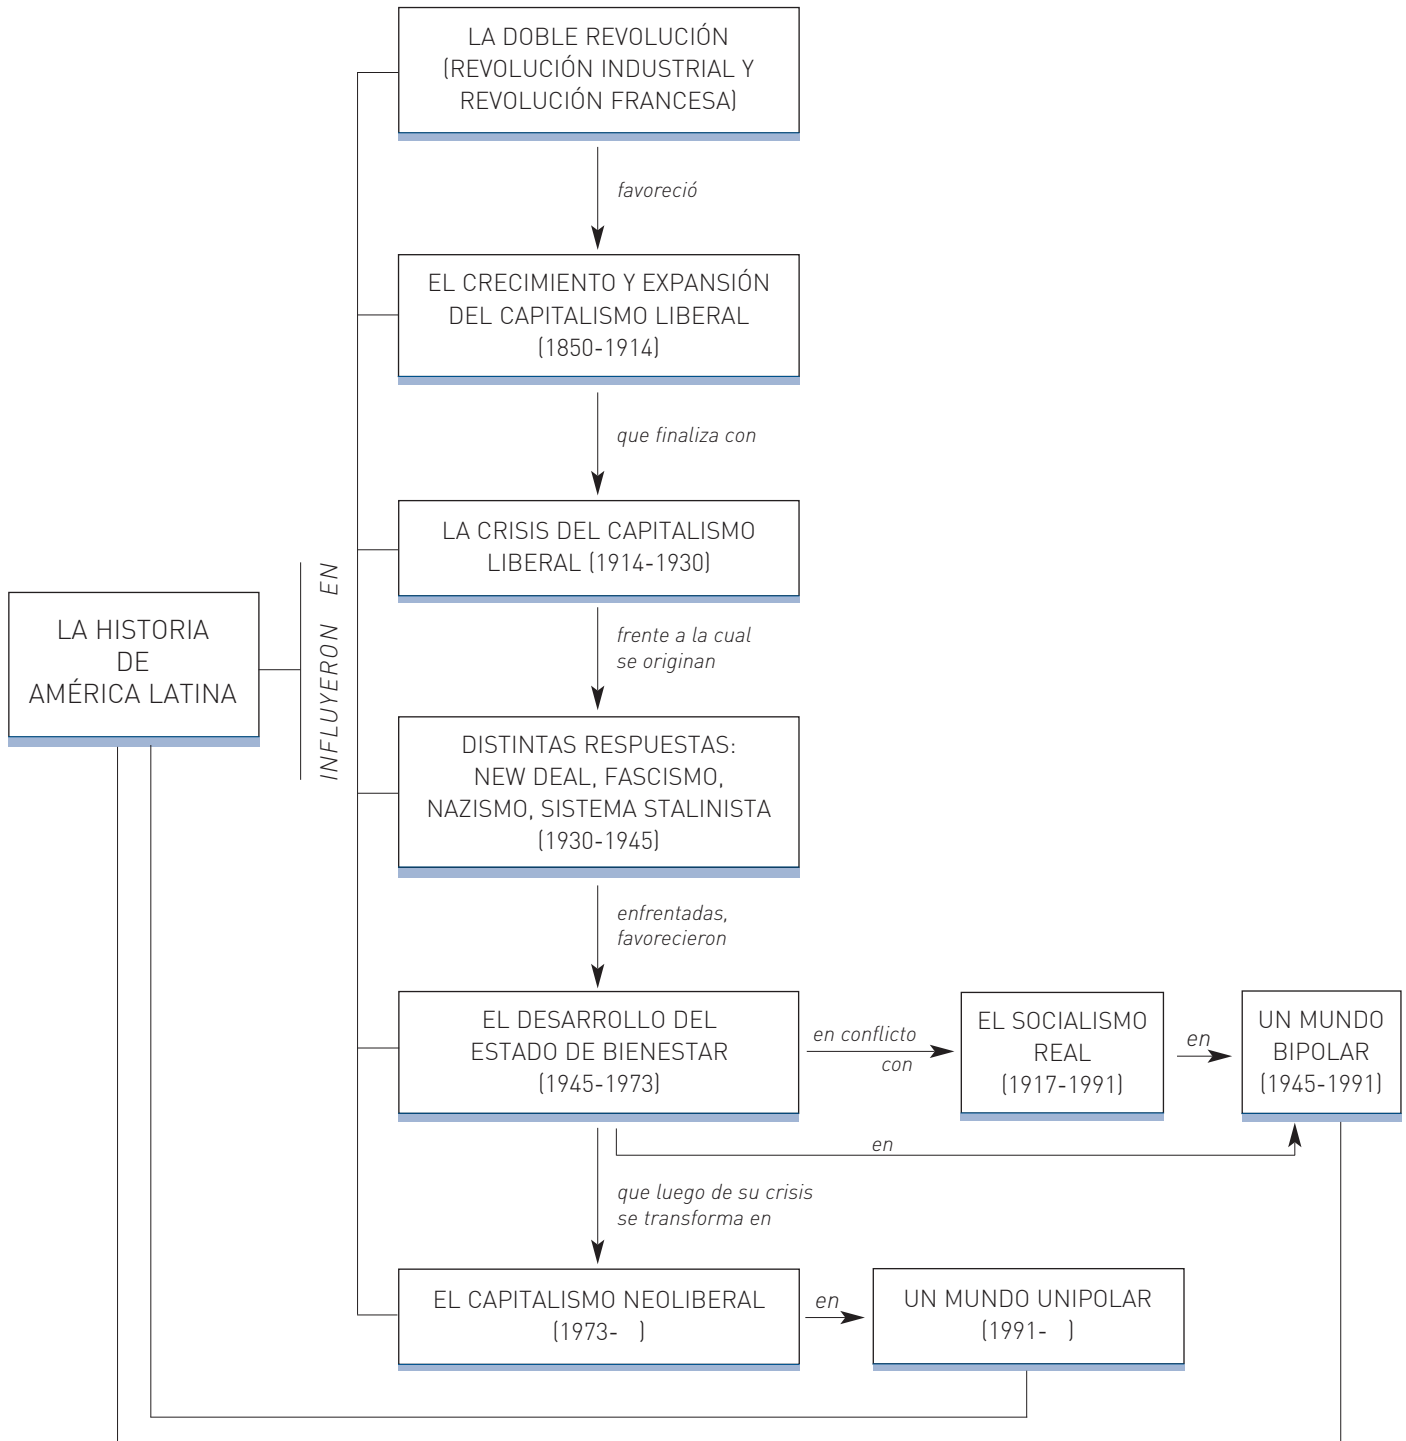 LA DOBLE REVOLUCIÓN
(REVOLUCIÓN INDUSTRIAL Y
REVOLUCIÓN FRANCESA)
favoreció
EL CRECIMIENTO Y EXPANSIÓN
DEL CAPITALISMO LIBERAL
(1850-1914)
que finaliza con
LA CRISIS DEL CAPITALISMO
LIBERAL (1914-1930)
LA HISTORIA
DE
AMÉRICA LATINA
INFLUYERON EN
frente a la cual
se originan
DISTINTAS RESPUESTAS:
NEW DEAL, FASCISMO,
NAZISMO, SISTEMA STALINISTA
(1930-1945)
enfrentadas,
favorecieron
EL DESARROLLO DEL
ESTADO DE BIENESTAR
(1945-1973)
en conflicto
con
EL SOCIALISMO
REAL
(1917-1991)
en
UN MUNDO
BIPOLAR
(1945-1991)
en
que luego de su crisis
se transforma en
EL CAPITALISMO NEOLIBERAL
(1973- )
en
UN MUNDO UNIPOLAR
(1991- )